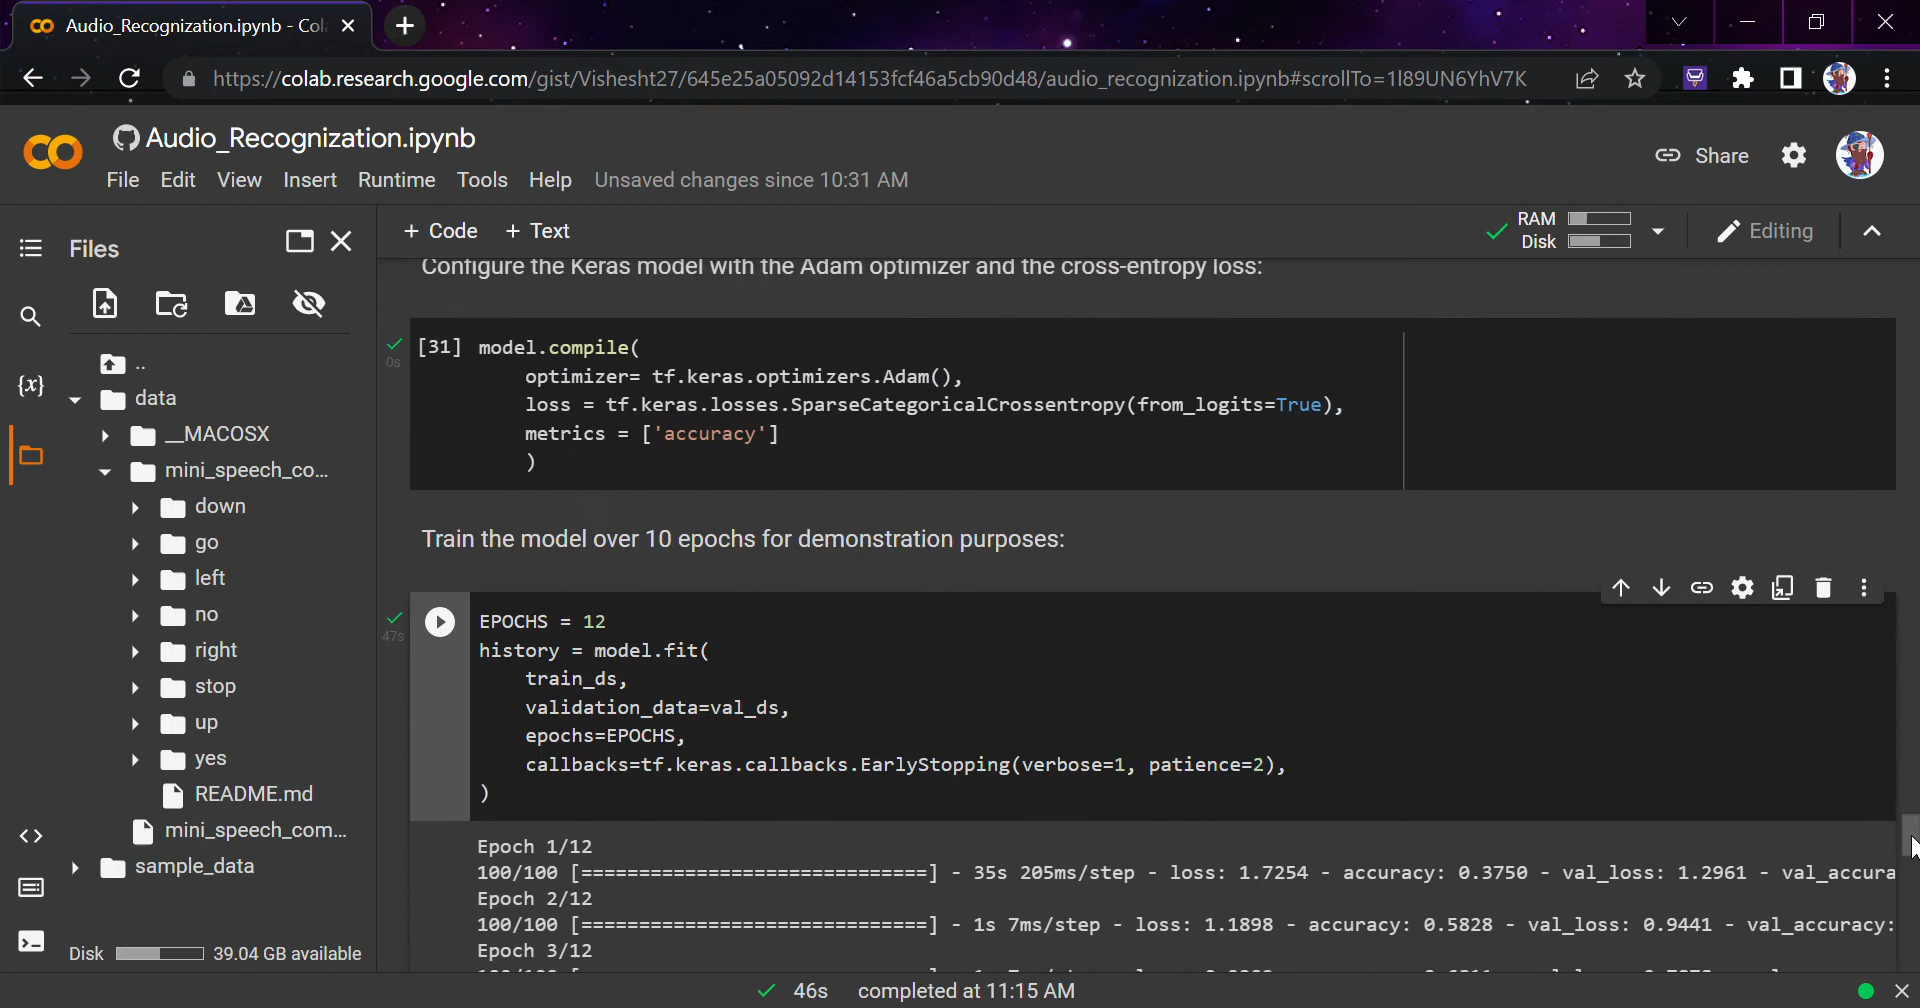 Audio_Recognization.ipynb - Col
https://colab.research.google.com/gist/Vishesht27/645e25a05092d14153fcf46a5cb90d48/audio_recognization.ipynb#scrollTo=1l89UN6YhV7K
Audio_Recognization.ipynb
File Edit View Insert Runtime Tools Help Unsaved changes since 10:31 AM
Share
Files
+ Code + Text
RAM
Disk
Editing
..
data
__MACOSX
mini_speech_co...
down
go
left
no
right
stop
up
yes
README.md
mini_speech_com...
sample_data
Disk 39.04 GB available
Configure the Keras model with the Adam optimizer and the cross-entropy loss:
0s
[31] model.compile(
optimizer= tf.keras.optimizers.Adam(),
loss = tf.keras.losses.SparseCategoricalCrossentropy(from_logits=True),
metrics = ['accuracy']
)
Train the model over 10 epochs for demonstration purposes:
47s
EPOCHS = 12
history = model.fit(
train_ds,
validation_data=val_ds,
epochs=EPOCHS,
callbacks=tf.keras.callbacks.EarlyStopping(verbose=1, patience=2),
)
Epoch 1/12
100/100 [==============================] - 35s 205ms/step - loss: 1.7254 - accuracy: 0.3750 - val_loss: 1.2961 - val_accura
Epoch 2/12
100/100 [==============================] - 1s 7ms/step - loss: 1.1898 - accuracy: 0.5828 - val_loss: 0.9441 - val_accuracy:
Epoch 3/12
46s completed at 11:15 AM